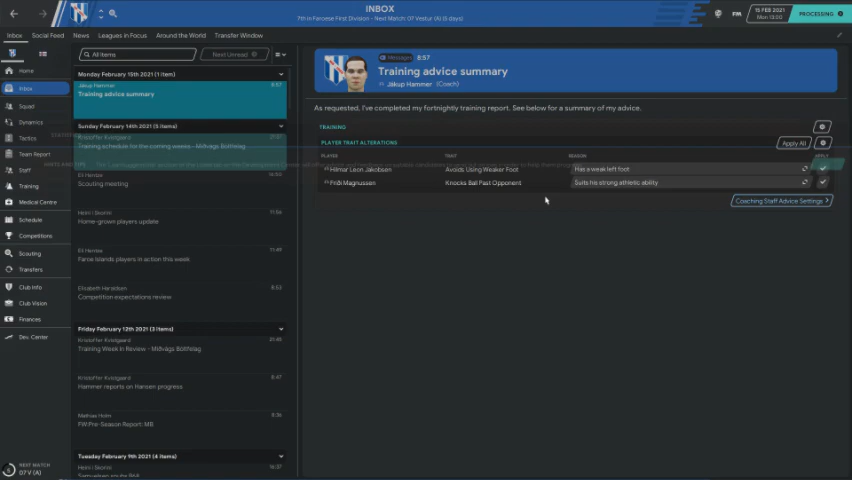 INBOX
7th in Faroese First Division - Next Match: 07 Vestur (A) (5 days)
FM
15 FEB 2021
Mon 13:00
PROCESSING
Inbox Social Feed News Leagues in Focus Around the World Transfer Window
Home
Inbox
Squad
Dynamics
Tactics
Team Report
Staff
Training
Medical Centre
Schedule
Competitions
Scouting
Transfers
Club Info
Club Vision
Finances
Dev. Center
NEXT MATCH
07 V (A)
All Items
Next Unread
Monday February 15th 2021 (1 item)
Jákup Hammer 8:57
Training advice summary
Sunday February 14th 2021 (5 items)
Kristoffer Kvidgaard
Training schedule for the coming weeks - Miðvágs Bóltfelag
Eli Hentze
Scouting meeting
Heini í Skorini 11:56
Home-grown players update
Eli Hentze 11:49
Faroe Islands players in action this week
Elisabeth Heraldsen 8:53
Competition expectations review
Friday February 12th 2021 (3 items)
Kristoffer Kvidgaard 21:45
Training Week in Review - Miðvágs Bóltfelag
Kristoffer Kvidgaard 8:47
Hammer reports on Hansen progress
Mathias Holm 8:36
FW: Pre-Season Report: MB
Tuesday February 9th 2021 (4 items)
Heini í Skorini 16:37
Messages 8:57
Training advice summary
Jákup Hammer (Coach)
As requested, I've completed my fortnightly training report. See below for a summary of my advice.
TRAINING
PLAYER TRAIT ALTERATIONS Apply All
PLAYER TRAIT REASON APPLY
Hilmar Leon Jakobsen Avoids Using Weaker Foot Has a weak left foot
Fríði Magnussen Knocks Ball Past Opponent Suits his strong athletic ability
Coaching Staff Advice Settings >